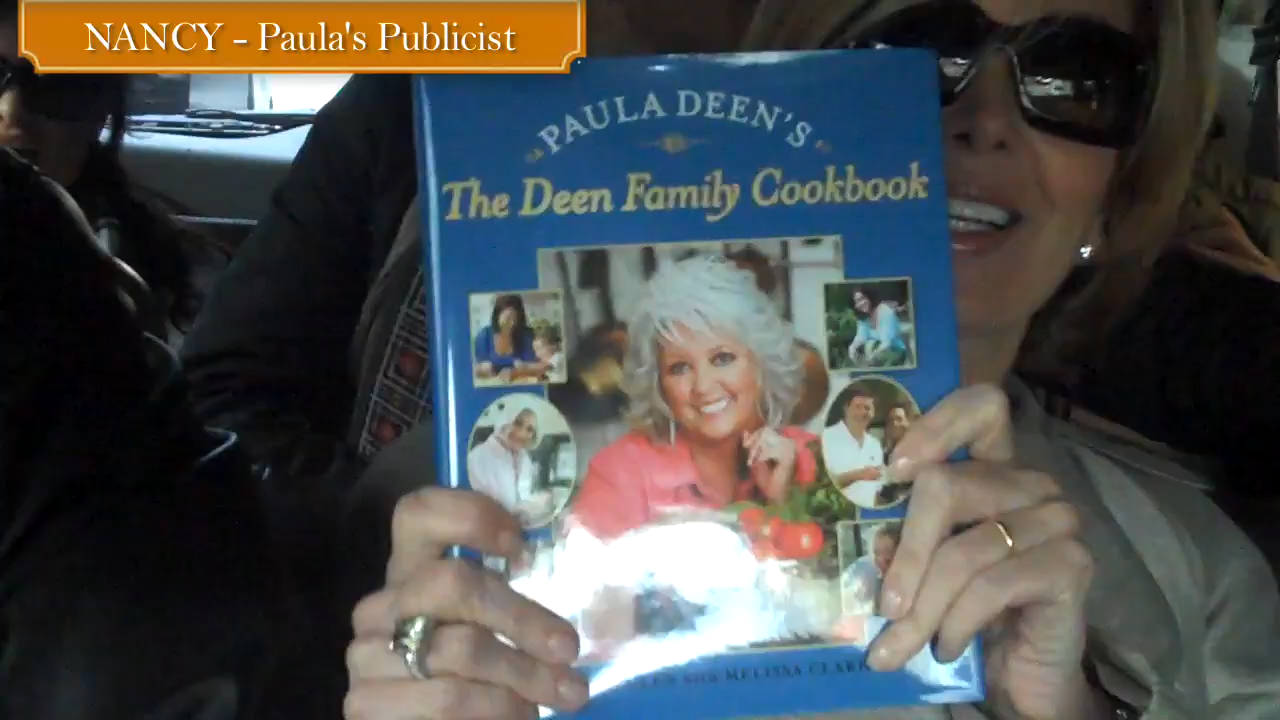 NANCY - Paula's Publicist
PAULA DEEN'S
The Deen Family Cookbook
MELISSA CLARK